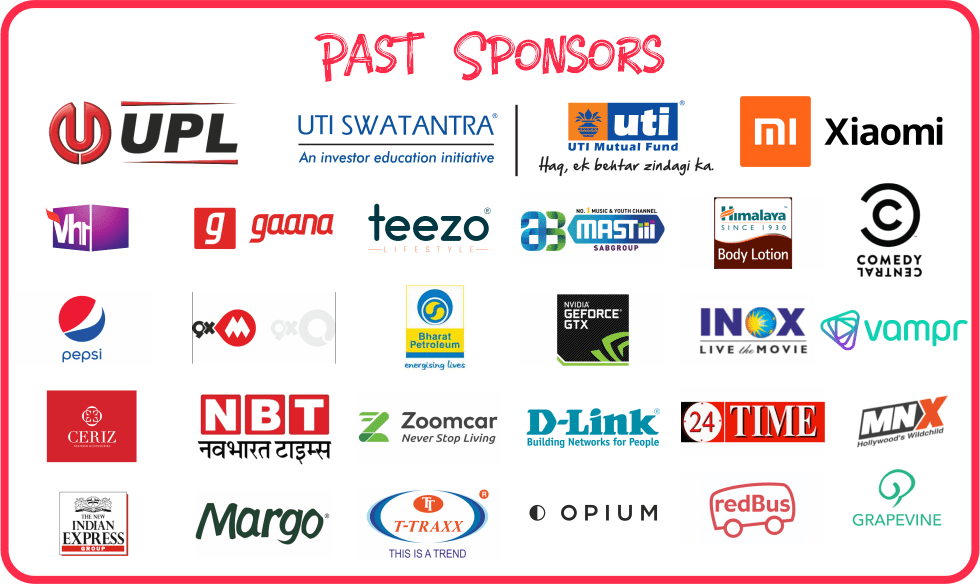 PAST SPONSORS
UPL
UTI SWATANTRA®
An investor education initiative
uti®
UTI Mutual Fund
Haq, ek behtar zindagi ka.
mi
Xiaomi
vh1
g gaana
teezo®
LIFESTYLE
NO. 1 MUSIC & YOUTH CHANNEL
MASTiii
SABGROUP
Himalaya
SINCE 1930
Body Lotion
C
COMEDY
CENTRAL
pepsi
9XM
9XO
Bharat
Petroleum
energising lives
NVIDIA®
GEFORCE®
GTX
INOX
LIVE the MOVIE
vampr
CERIZ
NBT
नवभारत टाइम्स
Z Zoomcar
Never Stop Living
D-Link®
Building Networks for People
24 TIME
MNX
Hollywood's Wildchild
THE NEW
INDIAN
EXPRESS
GROUP
Margo®
TT ®
T-TRAXX
THIS IS A TREND
OPIUM
redBus
GRAPEVINE